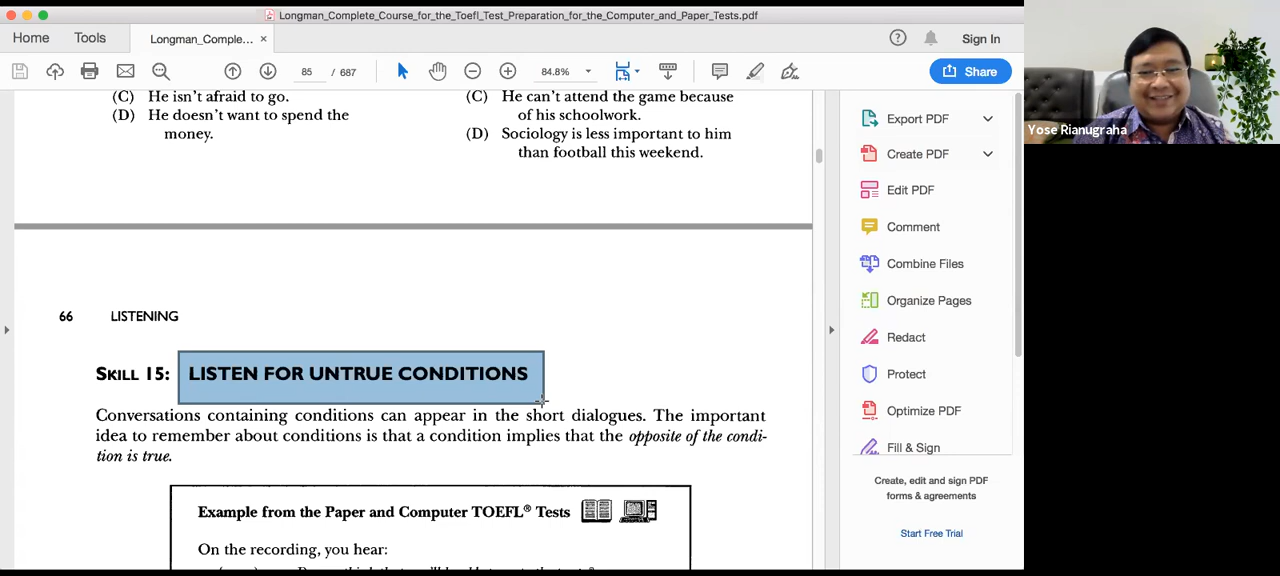 Longman_Complete_Course_for_the_Toefl_Test_Preparation_for_the_Computer_and_Paper_Tests.pdf
Home Tools Longman_Comple... × Sign In
85 / 687 84.8% Share
(C) He isn't afraid to go.
(D) He doesn't want to spend the
money.
(C) He can't attend the game because
of his schoolwork.
(D) Sociology is less important to him
than football this weekend.
66 LISTENING
SKILL 15: LISTEN FOR UNTRUE CONDITIONS
Conversations containing conditions can appear in the short dialogues. The important
idea to remember about conditions is that a condition implies that the opposite of the condi-
tion is true.
Example from the Paper and Computer TOEFL® Tests
On the recording, you hear:
Export PDF
Create PDF
Edit PDF
Comment
Combine Files
Organize Pages
Redact
Protect
Optimize PDF
Fill & Sign
Create, edit and sign PDF
forms & agreements
Start Free Trial
Yose Rianugraha